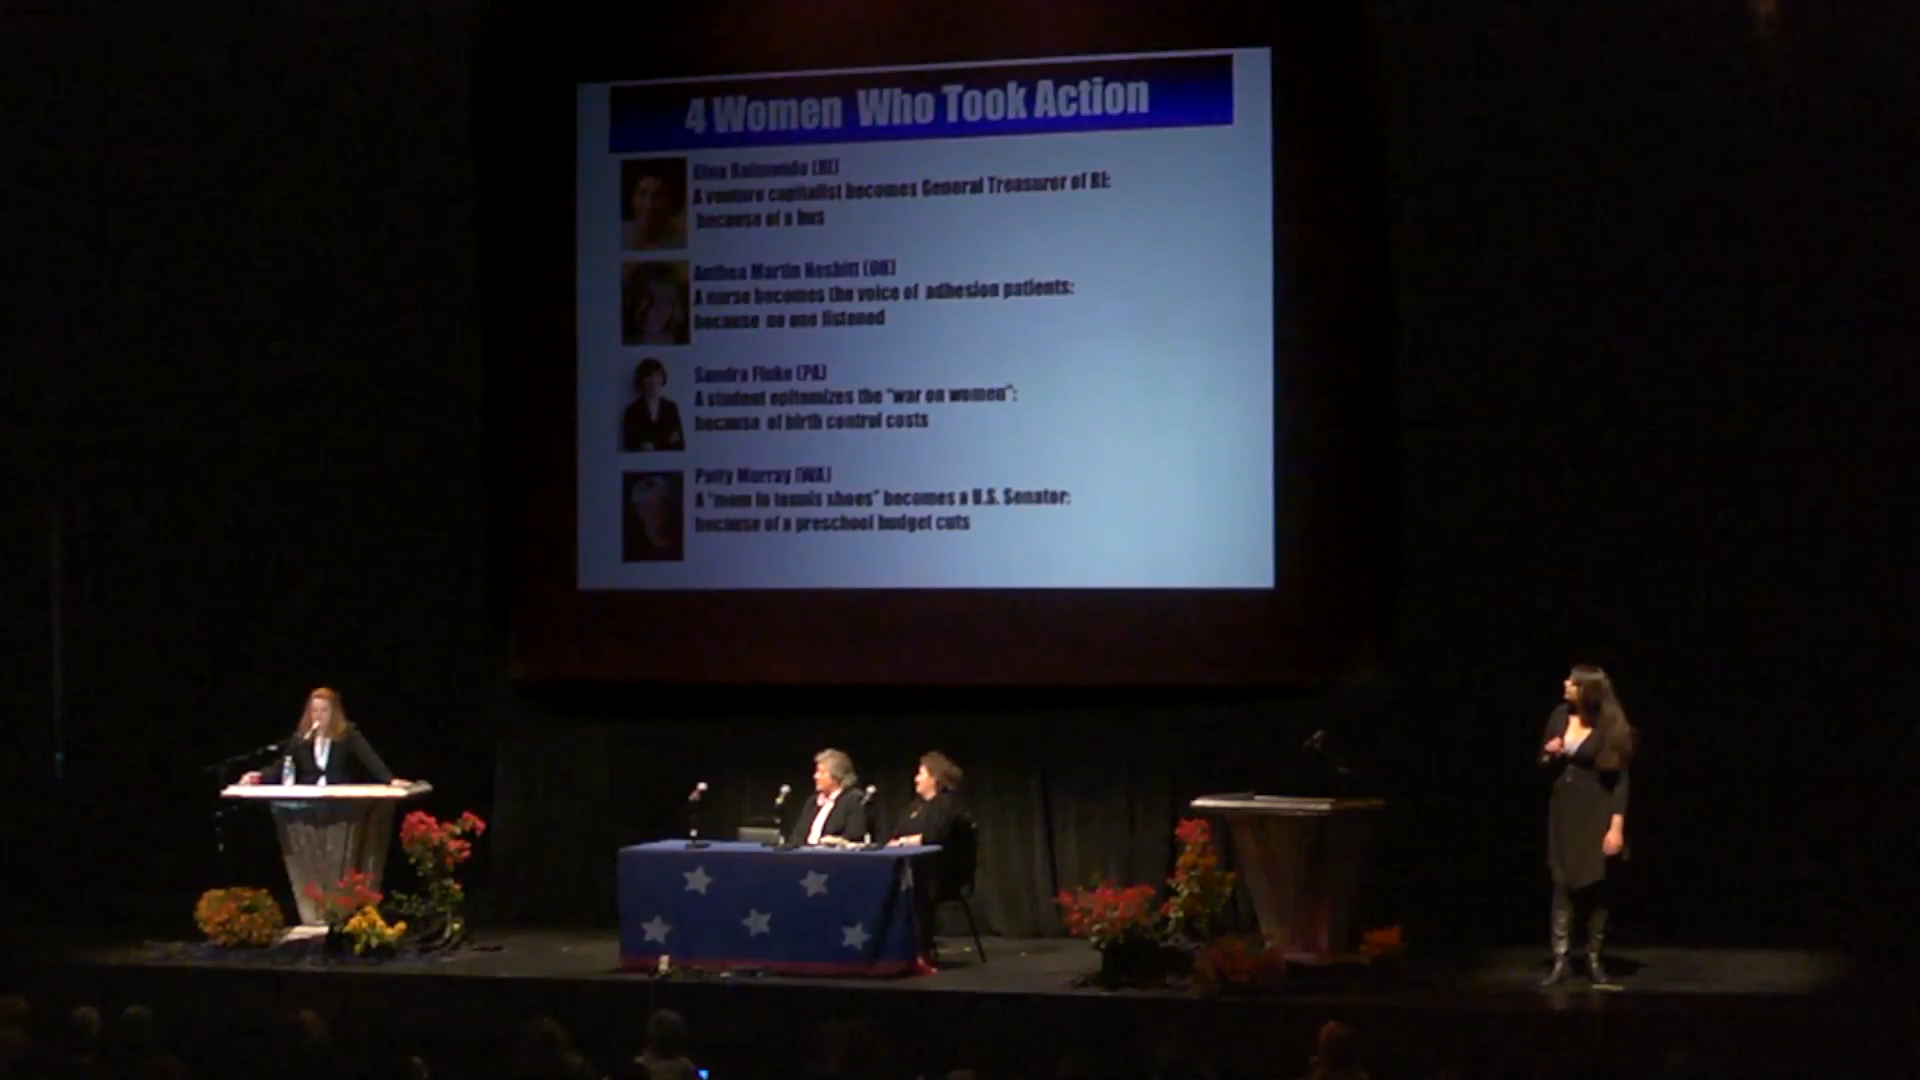 4 Women Who Took Action
Gina Raimondo (RI)
A venture capitalist becomes General Treasurer of RI:
because of a bus
Anthea Martin Nesbitt (OH)
A nurse becomes the voice of adhesion patients:
because no one listened
Sandra Fluke (PA)
A student epitomizes the "war on women":
because of birth control costs
Patty Murray (WA)
A "mom in tennis shoes" becomes a U.S. Senator:
because of a preschool budget cuts